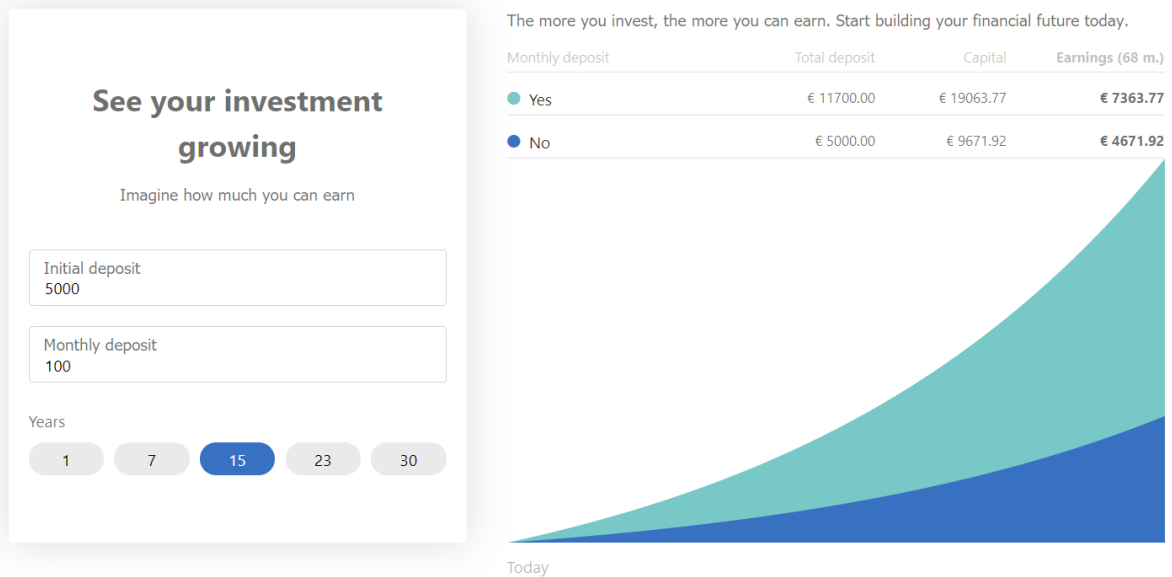 See your investment
growing
Imagine how much you can earn
Initial deposit
5000
Monthly deposit
100
Years
1 7 15 23 30
The more you invest, the more you can earn. Start building your financial future today.
Monthly deposit Total deposit Capital Earnings (68 m.)
Yes € 11700.00 € 19063.77 € 7363.77
No € 5000.00 € 9671.92 € 4671.92
Today